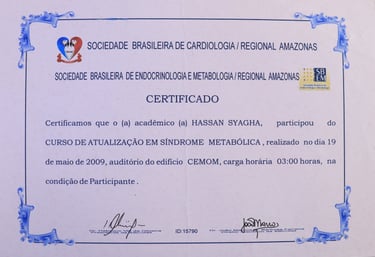 SOCIEDADE BRASILEIRA DE CARDIOLOGIA / REGIONAL AMAZONAS
SOCIEDADE BRASILEIRA DE ENDOCRINOLOGIA E METABOLOGIA / REGIONAL AMAZONAS
CERTIFICADO
Certificamos que o (a) acadêmico (a) HASSAN SYAGHA, participou do
CURSO DE ATUALIZAÇÃO EM SÍNDROME METABÓLICA , realizado no dia 19
de maio de 2009, auditório do edifício CEMOM, carga horária 03:00 horas, na
condição de Participante .
ID:15790